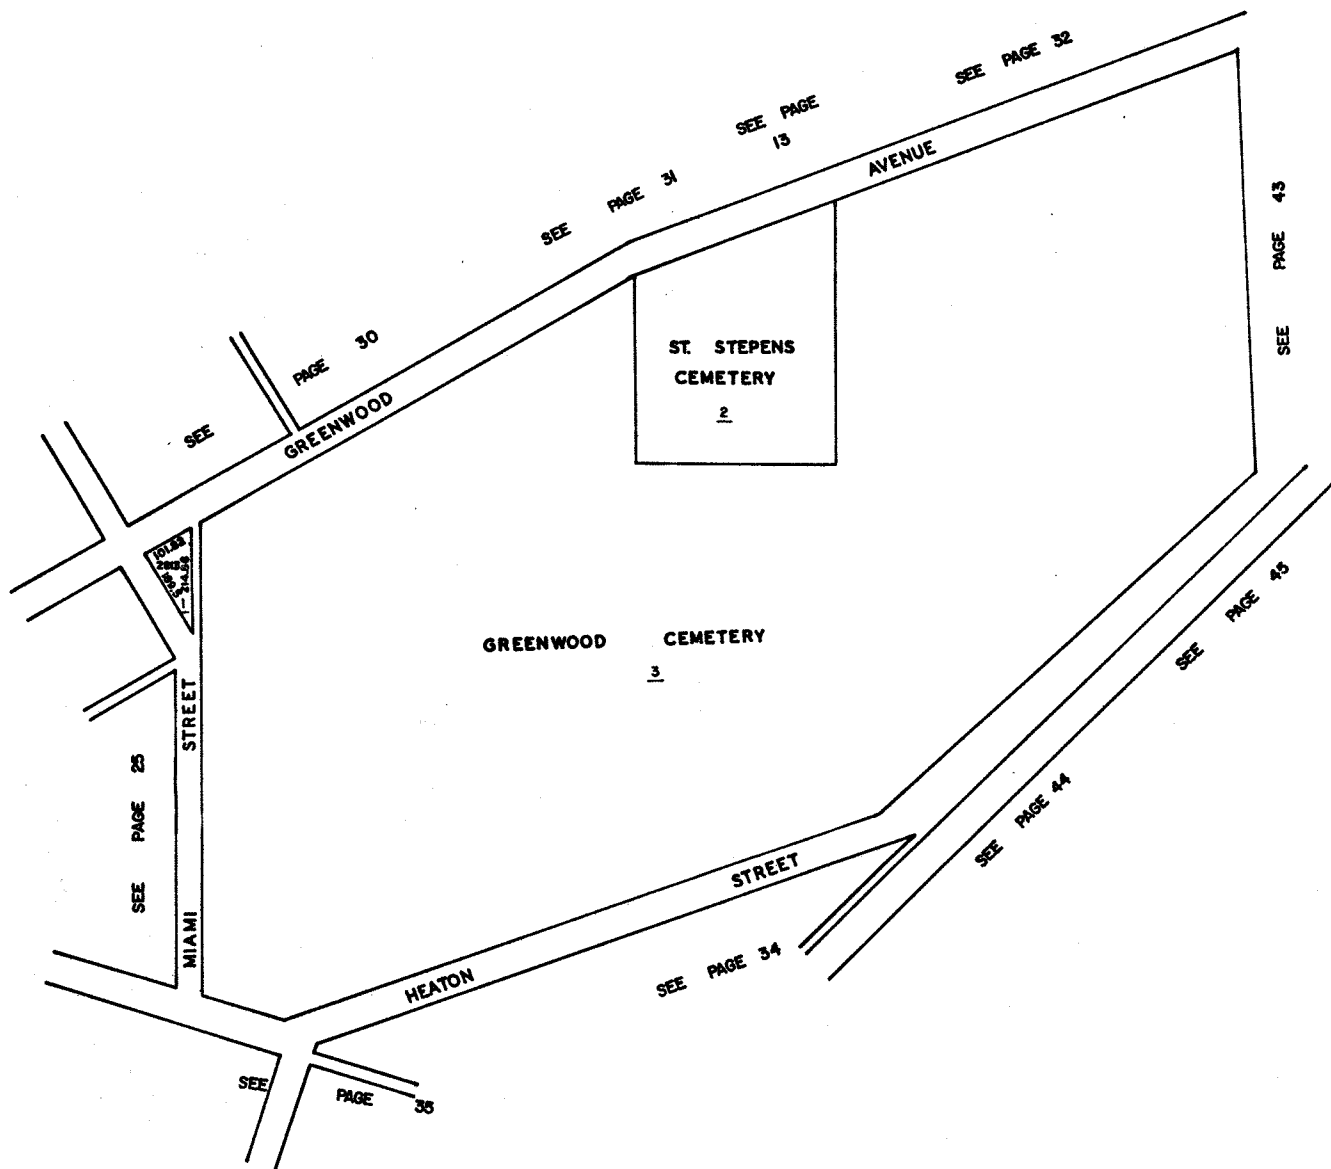 SEE PAGE 32
SEE PAGE
13
AVENUE
SEE PAGE 31
SEE PAGE 43
SEE PAGE 30
GREENWOOD
ST. STEPENS
CEMETERY
2
101.82
GREENWOOD CEMETERY
3
STREET
SEE PAGE 45
SEE PAGE 25
SEE PAGE 44
MIAMI
STREET
HEATON
SEE PAGE 34
SEE PAGE 35